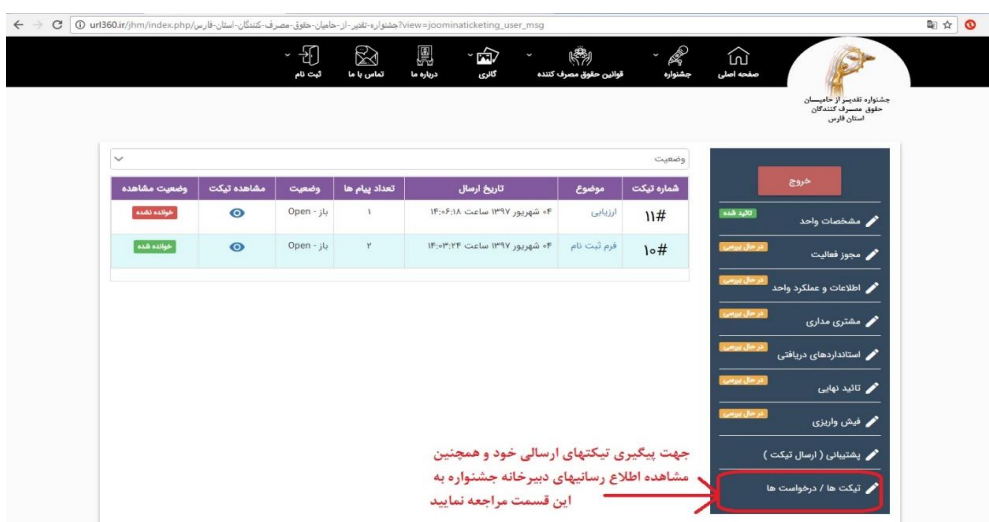 url360.ir/jhm/index.php/جشنواره-تقدیر-از-حامیان-حقوق-مصرف-کنندگان-استان-فارس?view=joominaticketing_user_msg
صفحه اصلی
جشنواره
قوانین حقوق مصرف کننده
گالری
درباره ما
تماس با ما
ثبت نام
جشنواره تقدیر از حامیان
حقوق مصرف کنندگان
استان فارس
خروج
مشخصات واحد تائید شده
مجوز فعالیت در حال بررسی
اطلاعات و عملکرد واحد در حال بررسی
مشتری مداری در حال بررسی
استانداردهای دریافتی در حال بررسی
تائید نهایی در حال بررسی
فیش واریزی در حال بررسی
پشتیبانی ( ارسال تیکت )
تیکت ها / درخواست ها
وضعیت
شماره تیکت موضوع تاریخ ارسال تعداد پیام ها وضعیت مشاهده تیکت وضعیت مشاهده
#۱۱ ارزیابی ۰۴ شهریور ۱۳۹۷ ساعت ۱۴:۰۶:۱۸ ۱ باز - Open خوانده نشده
#۱۰ فرم ثبت نام ۰۴ شهریور ۱۳۹۷ ساعت ۱۴:۰۳:۲۴ ۲ باز - Open خوانده شده
جهت پیگیری تیکتهای ارسالی خود و همچنین
مشاهده اطلاع رسانیهای دبیرخانه جشنواره به
این قسمت مراجعه نمایید